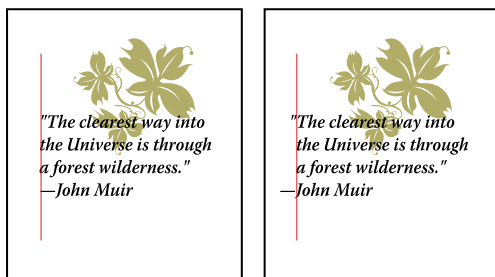 "The clearest way into
the Universe is through
a forest wilderness."
—John Muir
"The clearest way into
the Universe is through
a forest wilderness."
—John Muir